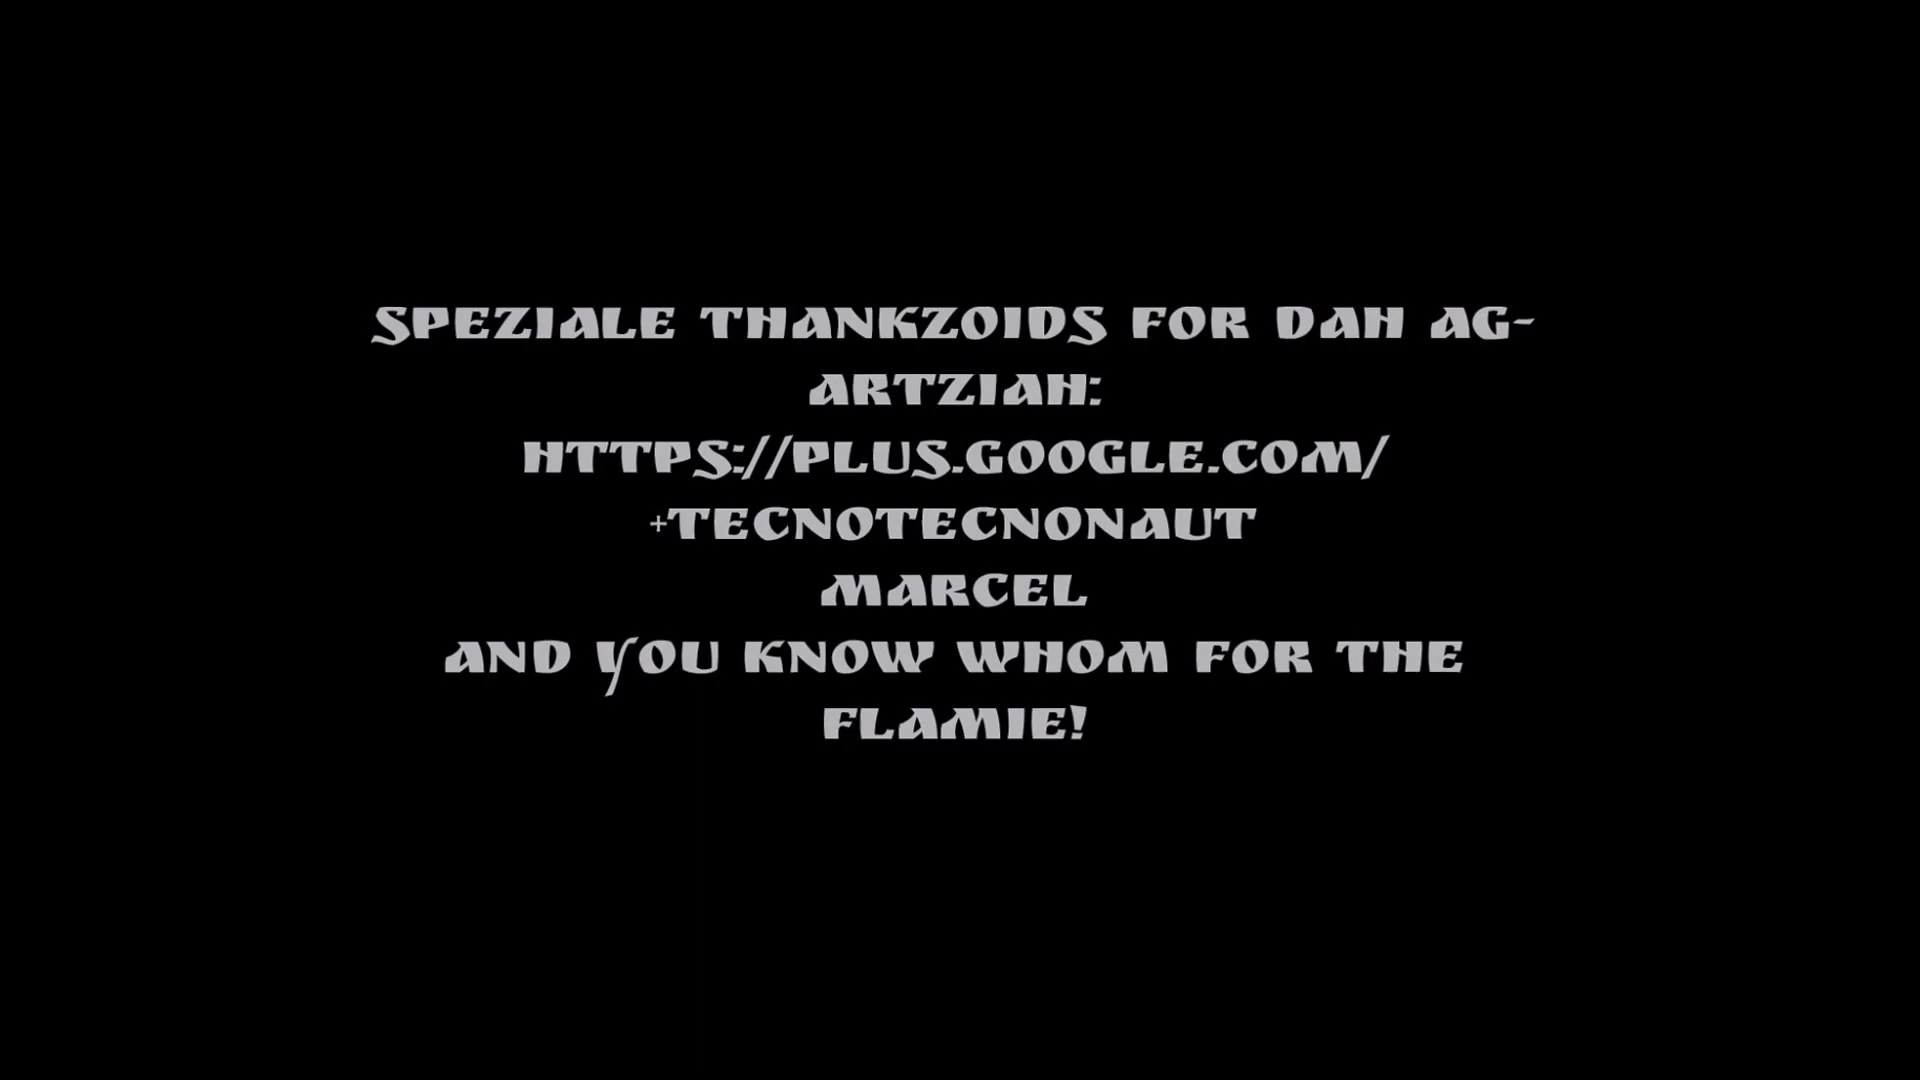 SPEZIALE THANKZOIDS FOR DAH AG-
ARTZIAH:
HTTPS://PLUS.GOOGLE.COM/
+TECNOTECNONAUT
MARCEL
AND YOU KNOW WHOM FOR THE
FLAMIE!